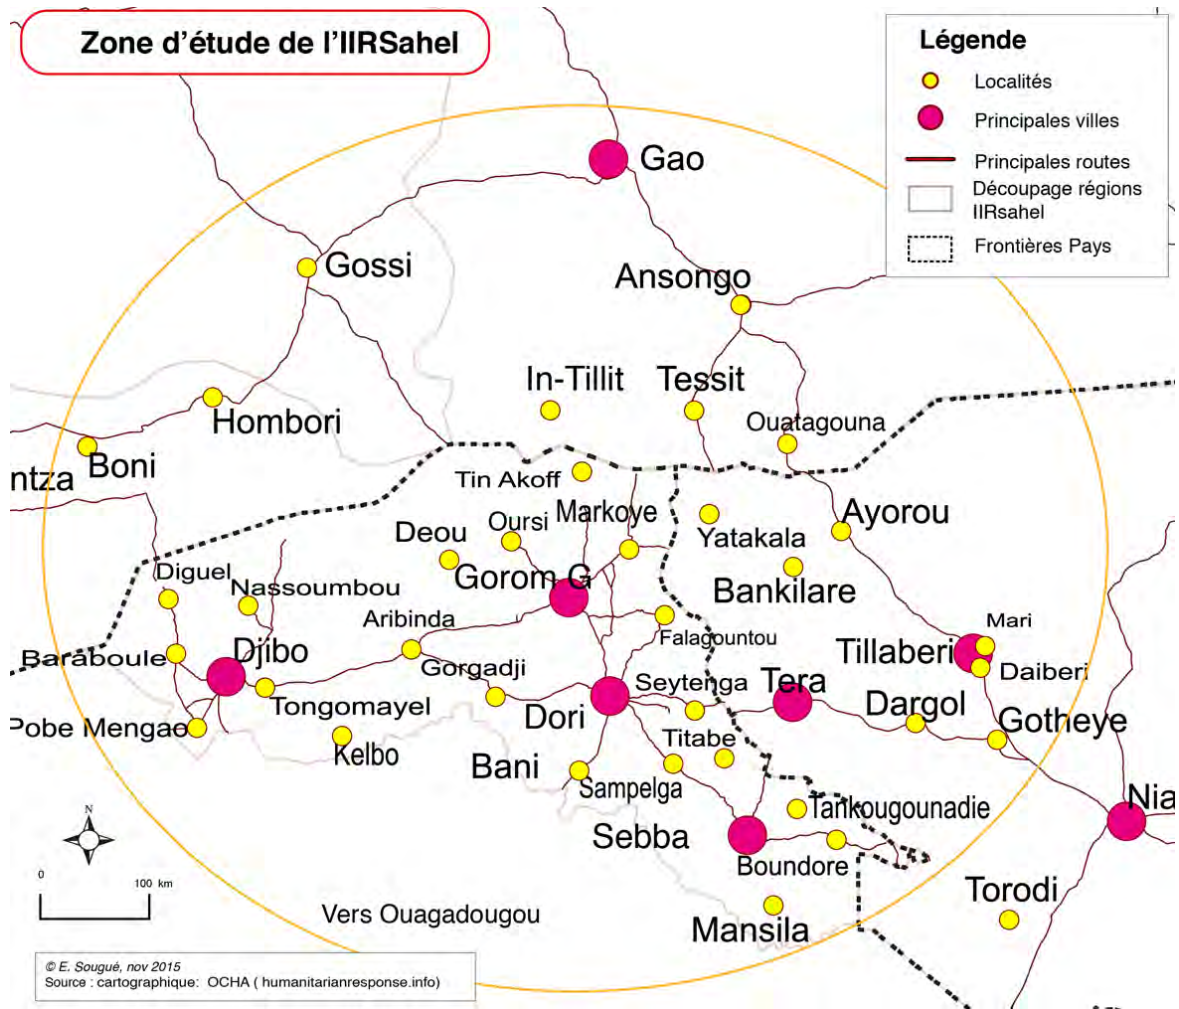 Zone d'étude de l'IIRSahel
Légende
Localités
Principales villes
Principales routes
Découpage régions
IIRsahel
Frontières Pays
Gao
Gossi
Ansongo
In-Tillit
Tessit
Ouatagouna
Hombori
Boni
ntza
Tin Akoff
Markoye
Oursi
Deou
Ayorou
Yatakala
Gorom G
Bankilare
Diguel
Nassoumbou
Aribinda
Falagountou
Mari
Djibo
Tillaberi
Baraboule
Gorgadji
Seytenga
Tera
Daiberi
Tongomayel
Dori
Dargol
Gotheye
Pobe Mengao
Titabe
Kelbo
Bani
Sampelga
Tankougounadie
Nia
N
Sebba
Boundore
0
100 km
Torodi
Vers Ouagadougou
Mansila
© E. Sougué, nov 2015
Source : cartographique: OCHA ( humanitarianresponse.info)